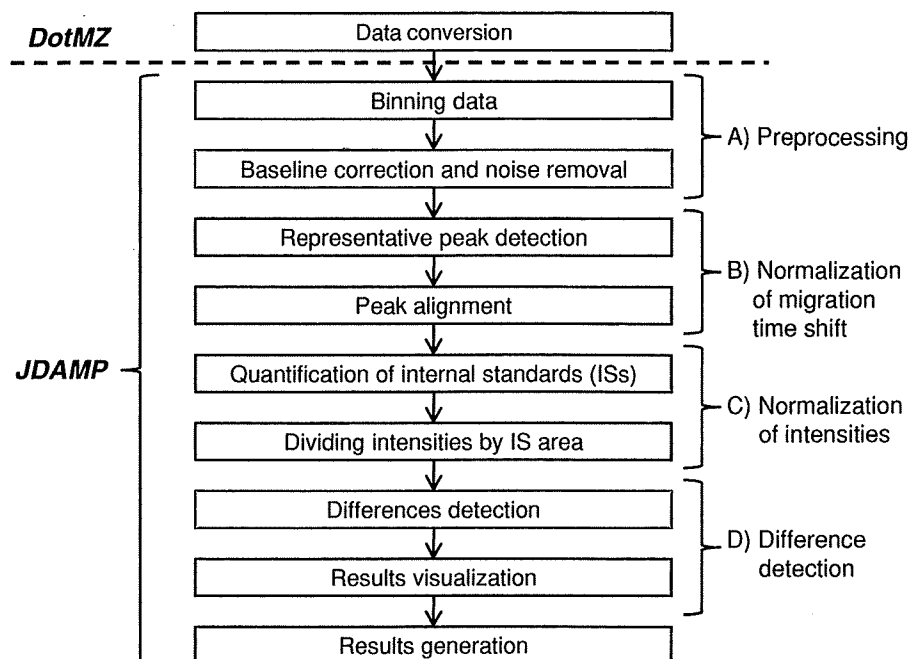 DotMZ
Data conversion
Binning data
Baseline correction and noise removal
A) Preprocessing
Representative peak detection
Peak alignment
B) Normalization
of migration
time shift
JDAMP
Quantification of internal standards (ISs)
Dividing intensities by IS area
C) Normalization
of intensities
Differences detection
Results visualization
D) Difference
detection
Results generation